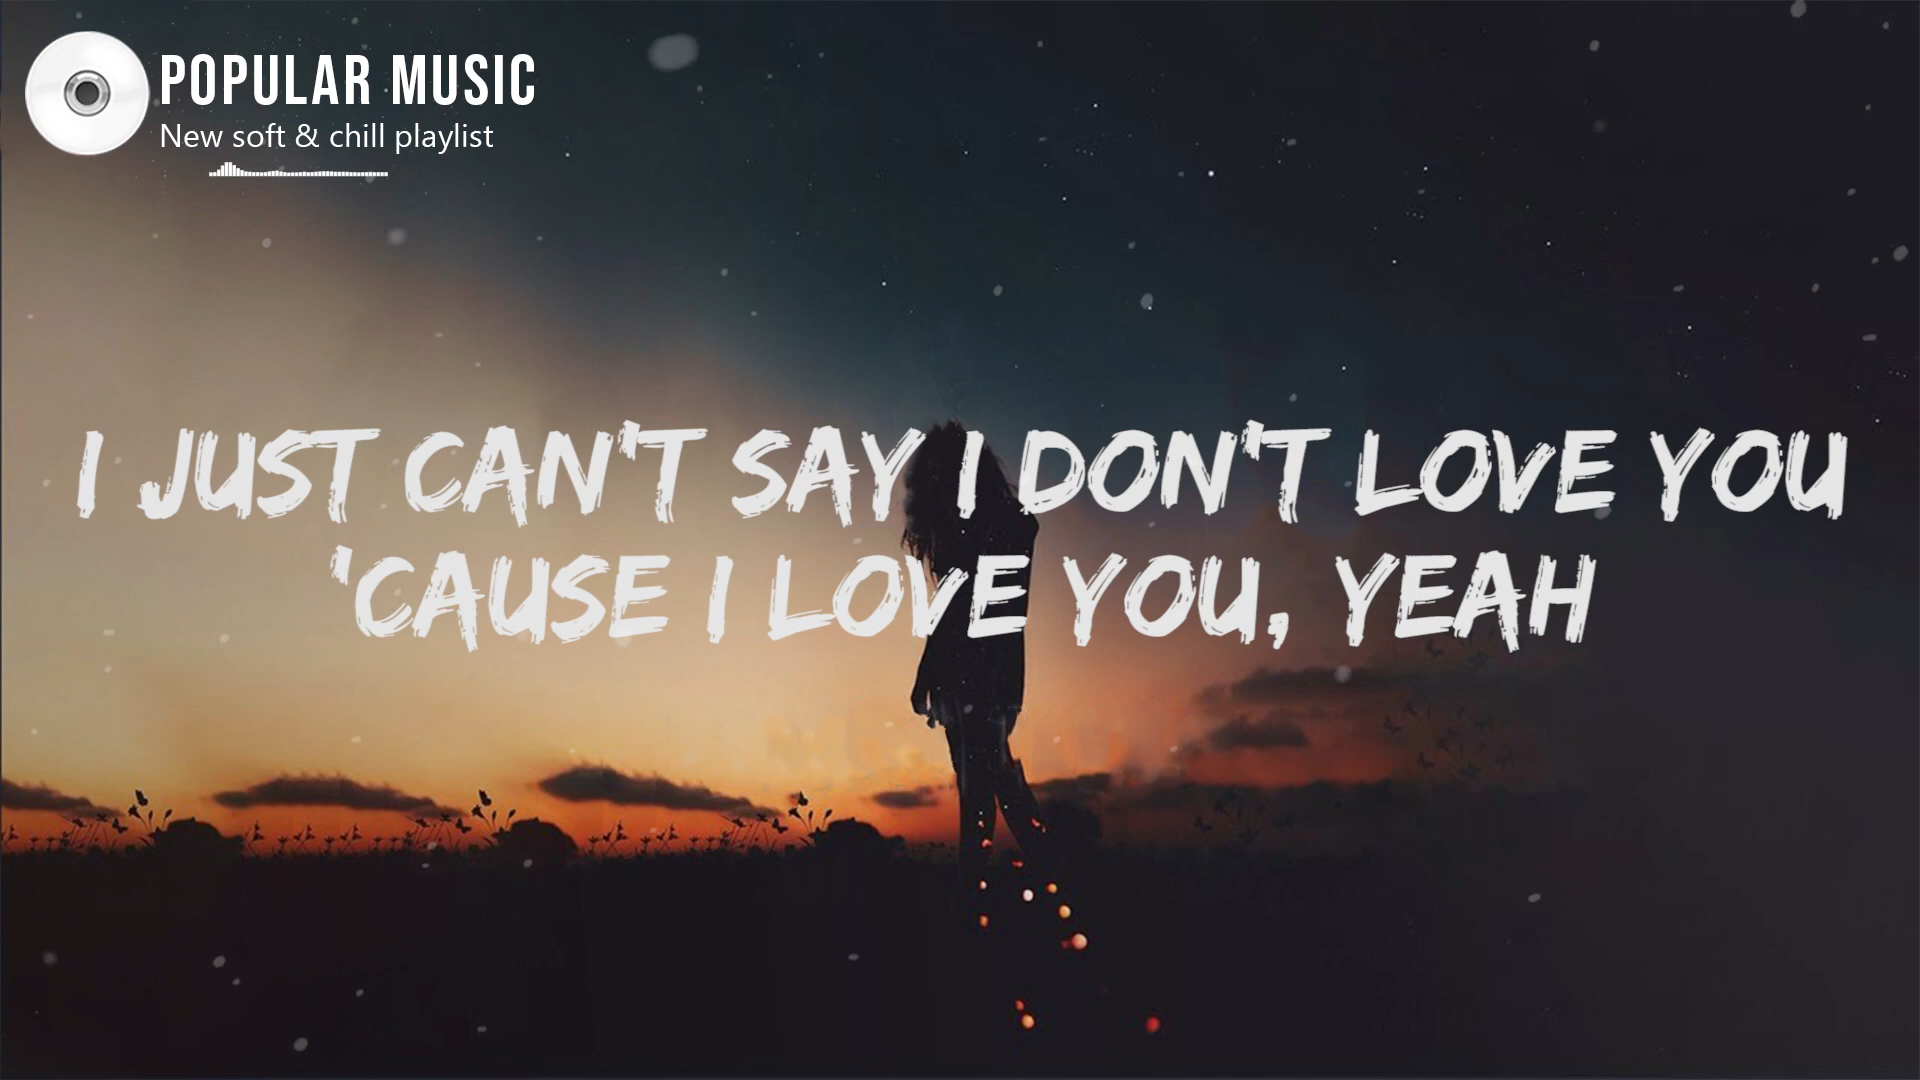 POPULAR MUSIC
New soft & chill playlist
I JUST CAN'T SAY I DON'T LOVE YOU
'CAUSE I LOVE YOU, YEAH